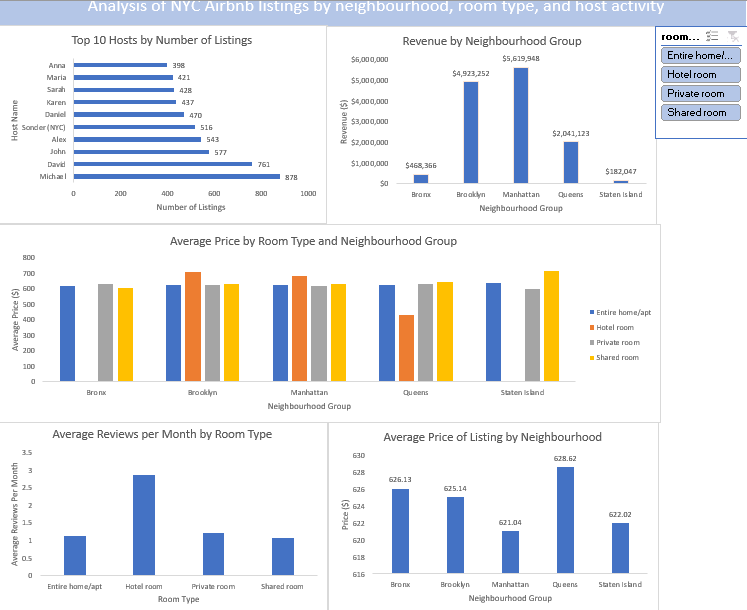 Analysis of NYC Airbnb listings by neighbourhood, room type, and host activity
Top 10 Hosts by Number of Listings
Host Name
Anna 398
Maria 421
Sarah 428
Karen 437
Daniel 470
Sonder (NYC) 516
Alex 543
John 577
David 761
Michael 878
0 200 400 600 800 1000
Number of Listings
Revenue by Neighbourhood Group
Revenue ($)
$6,000,000
$5,000,000
$4,000,000
$3,000,000
$2,000,000
$1,000,000
$0
$468,366
$4,923,252
$5,619,948
$2,041,123
$182,047
Bronx Brooklyn Manhattan Queens Staten Island
Neighbourhood Group
room...
Entire home/...
Hotel room
Private room
Shared room
Average Price by Room Type and Neighbourhood Group
Average Price ($)
800
700
600
500
400
300
200
100
0
Bronx Brooklyn Manhattan Queens Staten Island
Neighbourhood Group
Entire home/apt
Hotel room
Private room
Shared room
Average Reviews per Month by Room Type
Average Reviews Per Month
3.5
3
2.5
2
1.5
1
0.5
0
Entire home/apt Hotel room Private room Shared room
Room Type
Average Price of Listing by Neighbourhood
Price ($)
630
628
626
624
622
620
618
616
626.13
625.14
621.04
628.62
622.02
Bronx Brooklyn Manhattan Queens Staten Island
Neighbourhood Group